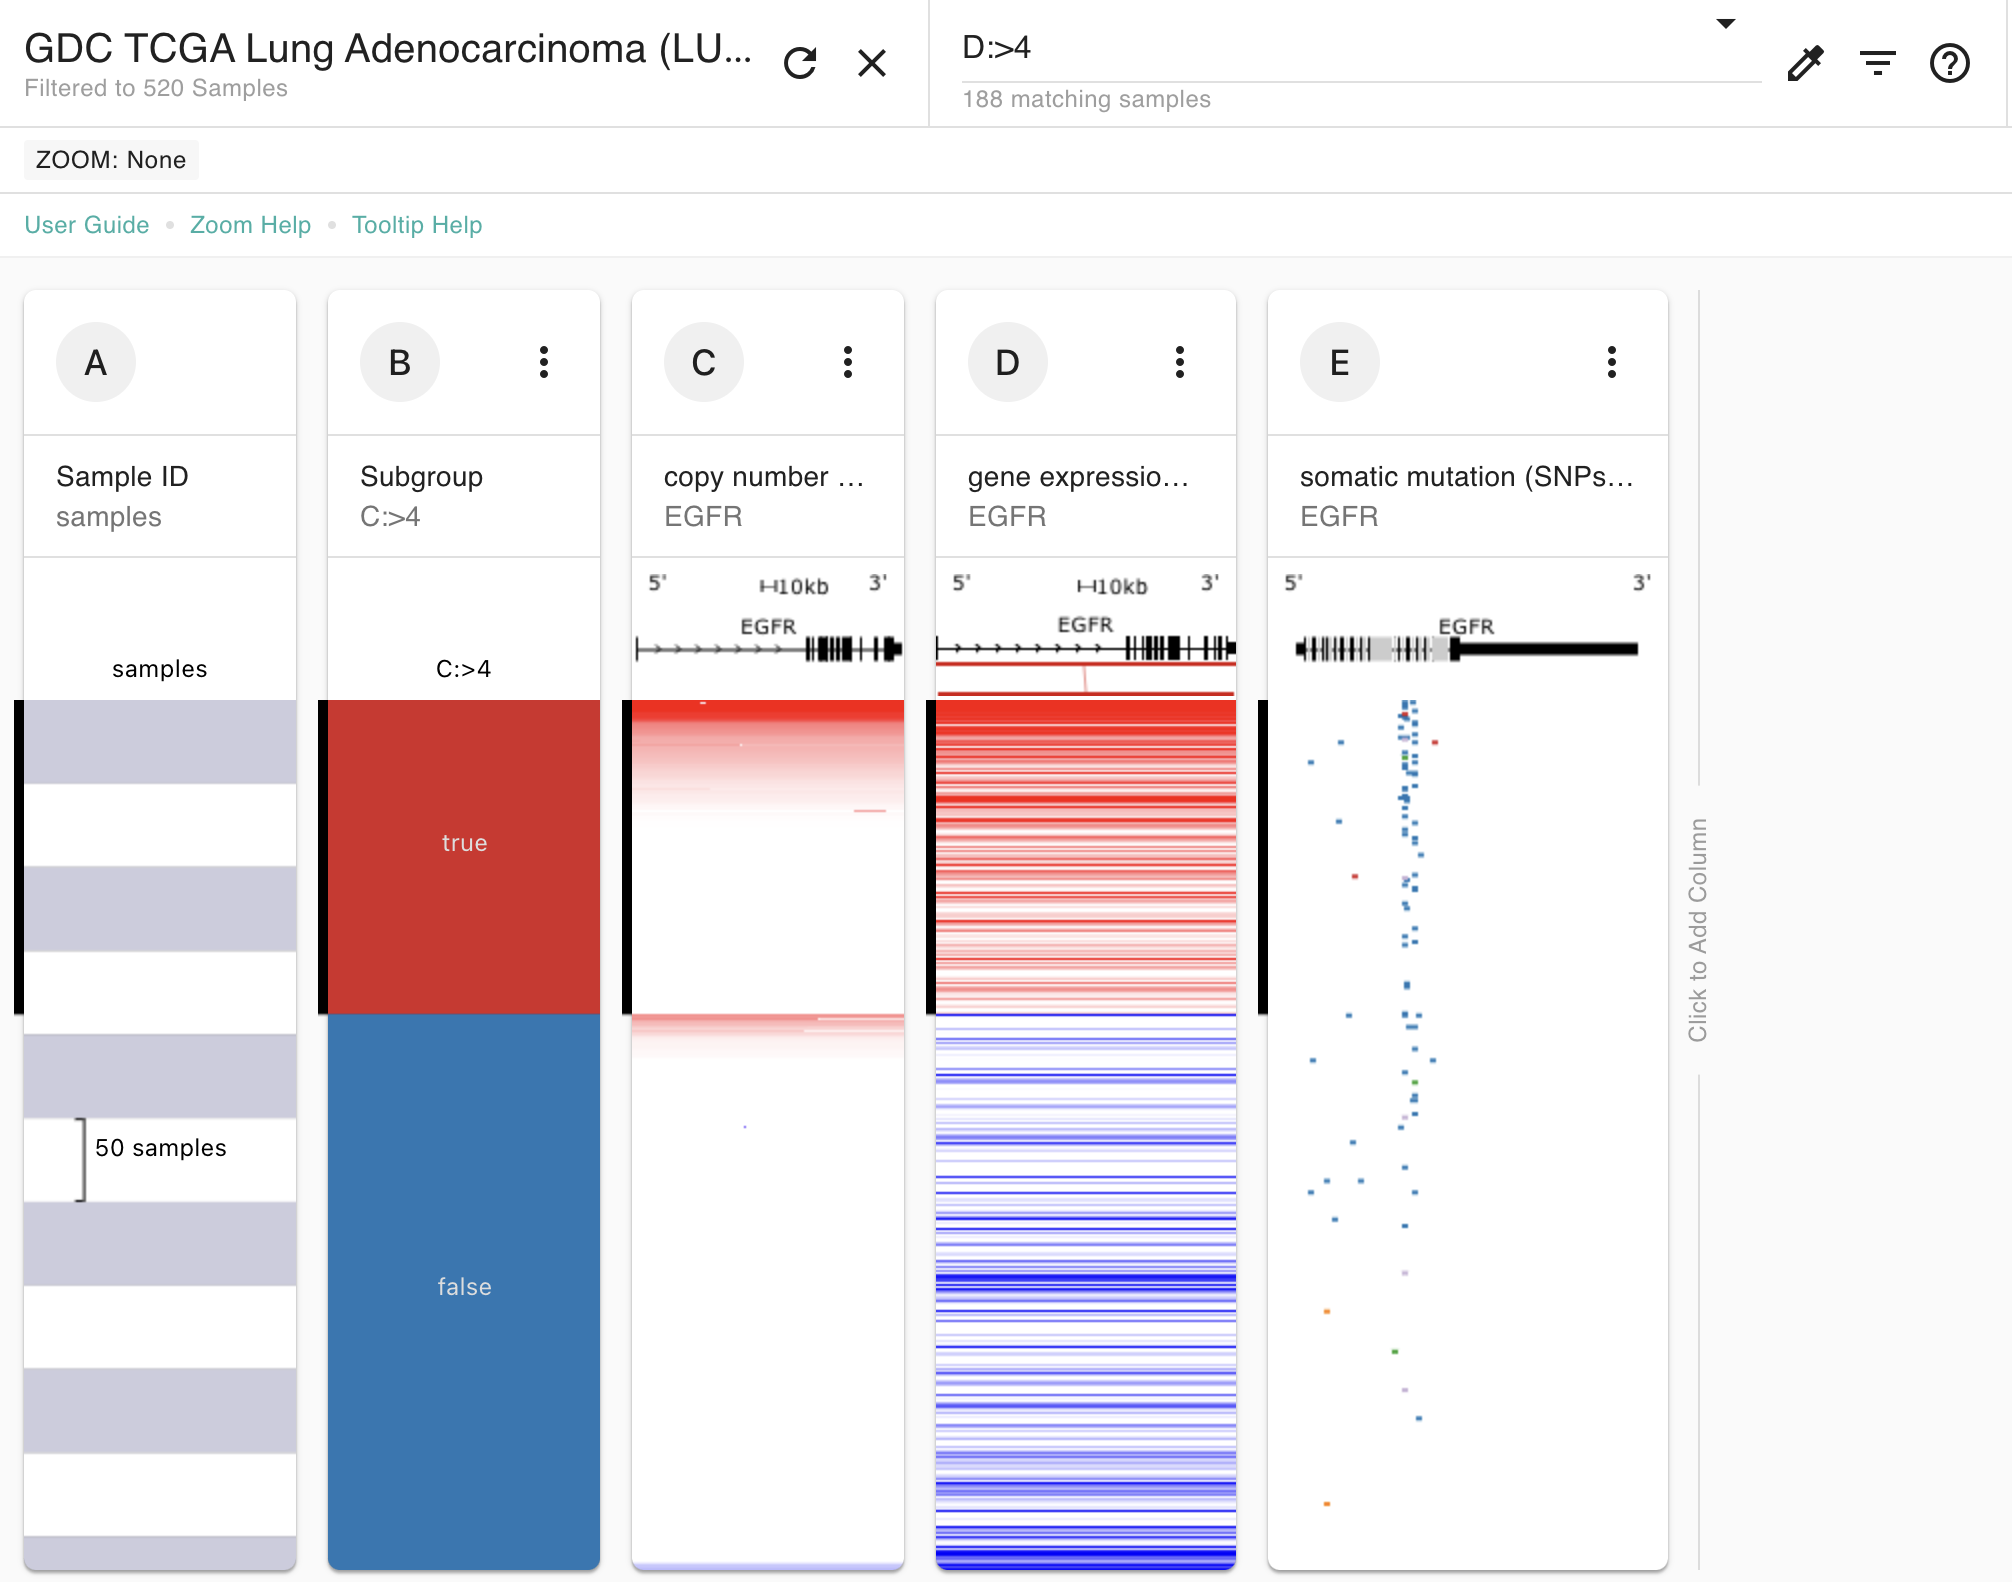 GDC TCGA Lung Adenocarcinoma (LU...
Filtered to 520 Samples
D:>4
188 matching samples
ZOOM: None
User Guide • Zoom Help • Tooltip Help
A
B
C
D
E
Sample ID
samples
Subgroup
C:>4
copy number ...
EGFR
gene expressio...
EGFR
somatic mutation (SNPs...
EGFR
samples
C:>4
5' 10kb 3'
EGFR
5' 10kb 3'
EGFR
5' 3'
EGFR
true
false
50 samples
Click to Add Column